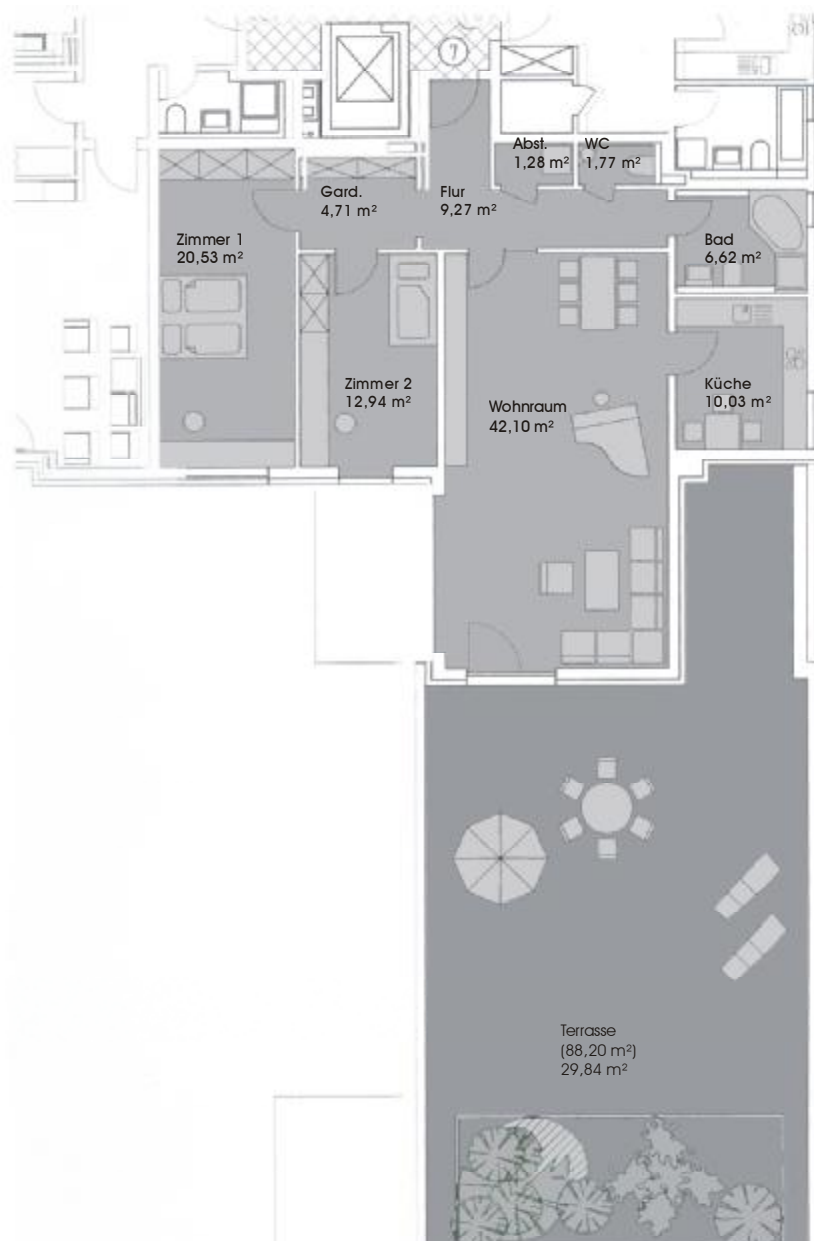 7
Abst.
1,28 m²
WC
1,77 m²
Gard.
4,71 m²
Flur
9,27 m²
Zimmer 1
20,53 m²
Bad
6,62 m²
Zimmer 2
12,94 m²
Küche
10,03 m²
Wohnraum
42,10 m²
Terrasse
(88,20 m²)
29,84 m²